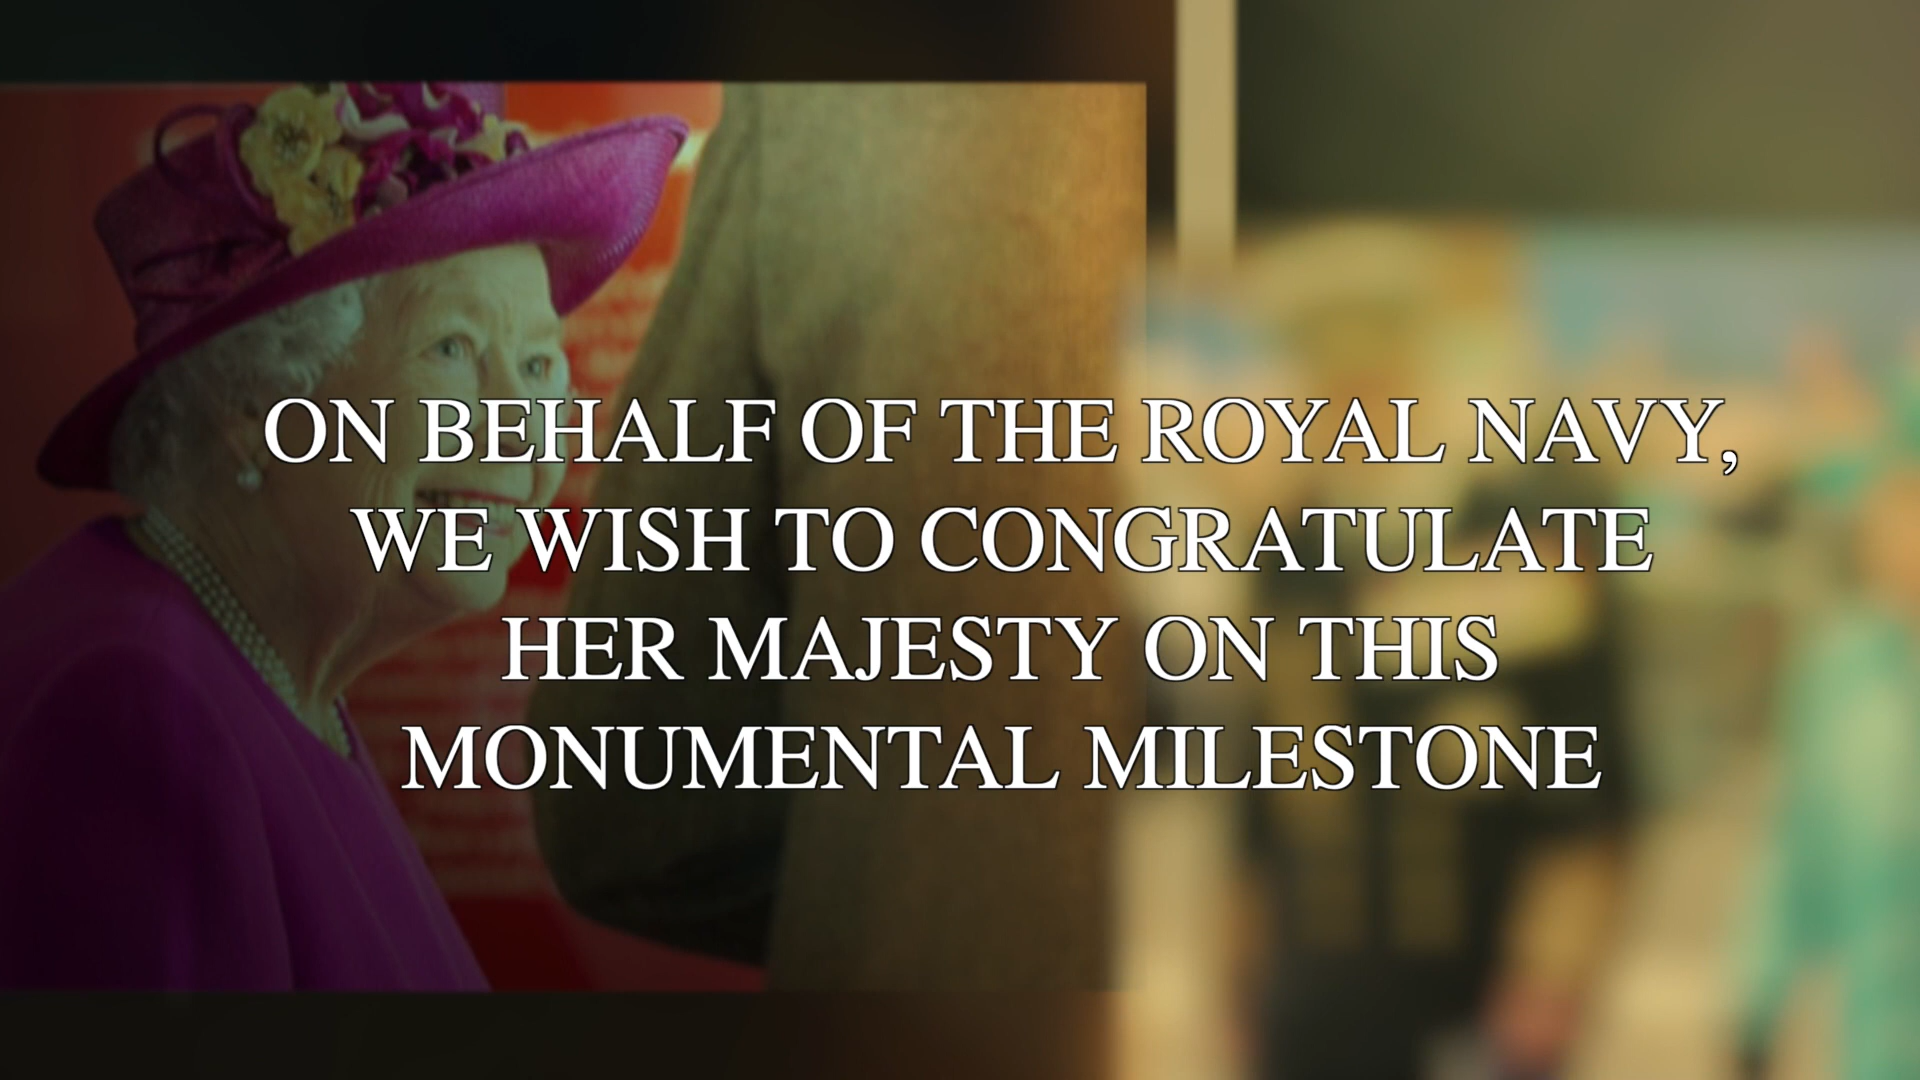 ON BEHALF OF THE ROYAL NAVY,
WE WISH TO CONGRATULATE
HER MAJESTY ON THIS
MONUMENTAL MILESTONE